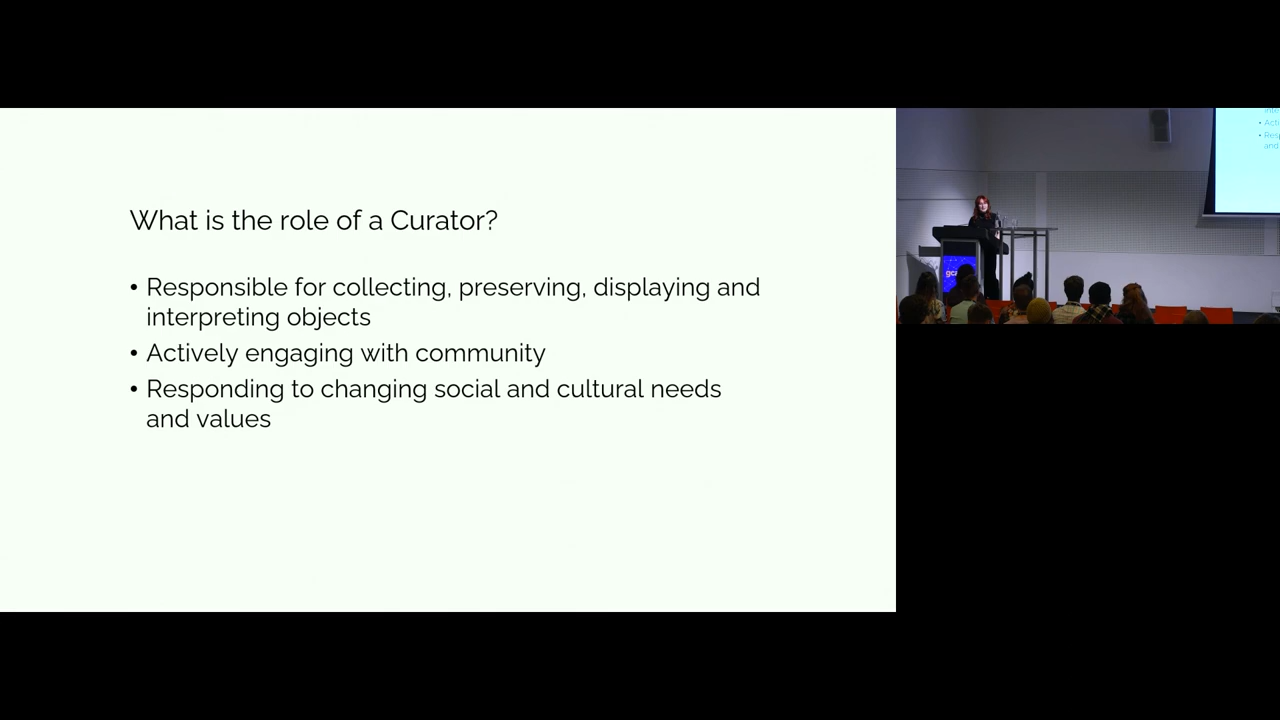 What is the role of a Curator?
• Responsible for collecting, preserving, displaying and
interpreting objects
• Actively engaging with community
• Responding to changing social and cultural needs
and values